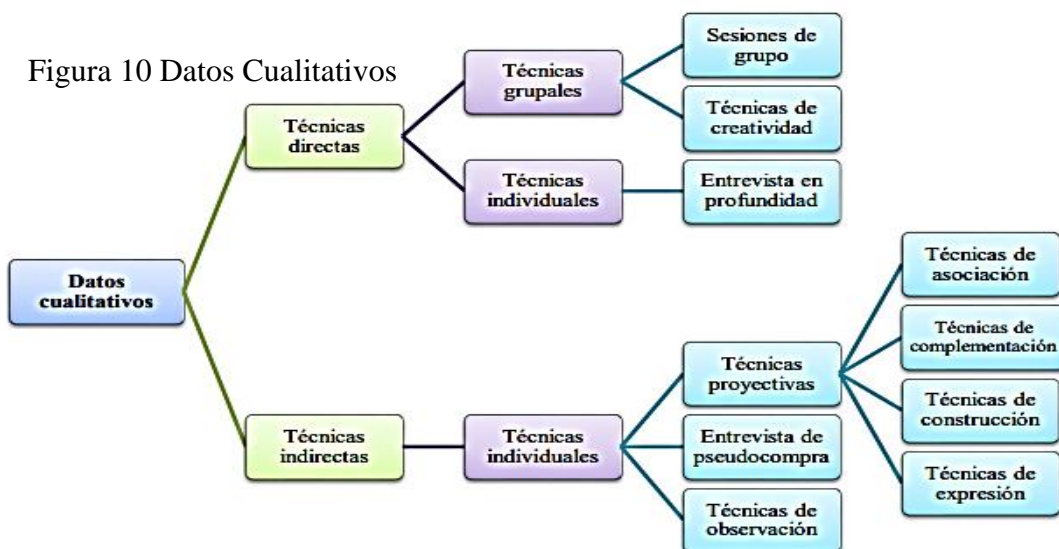 Figura 10 Datos Cualitativos
Datos
cualitativos
Técnicas
directas
Técnicas
grupales
Sesiones de
grupo
Técnicas de
creatividad
Técnicas
individuales
Entrevista en
profundidad
Técnicas
indirectas
Técnicas
individuales
Técnicas
proyectivas
Técnicas de
asociación
Técnicas de
complementación
Técnicas de
construcción
Técnicas de
expresión
Entrevista de
pseudocompra
Técnicas de
observación